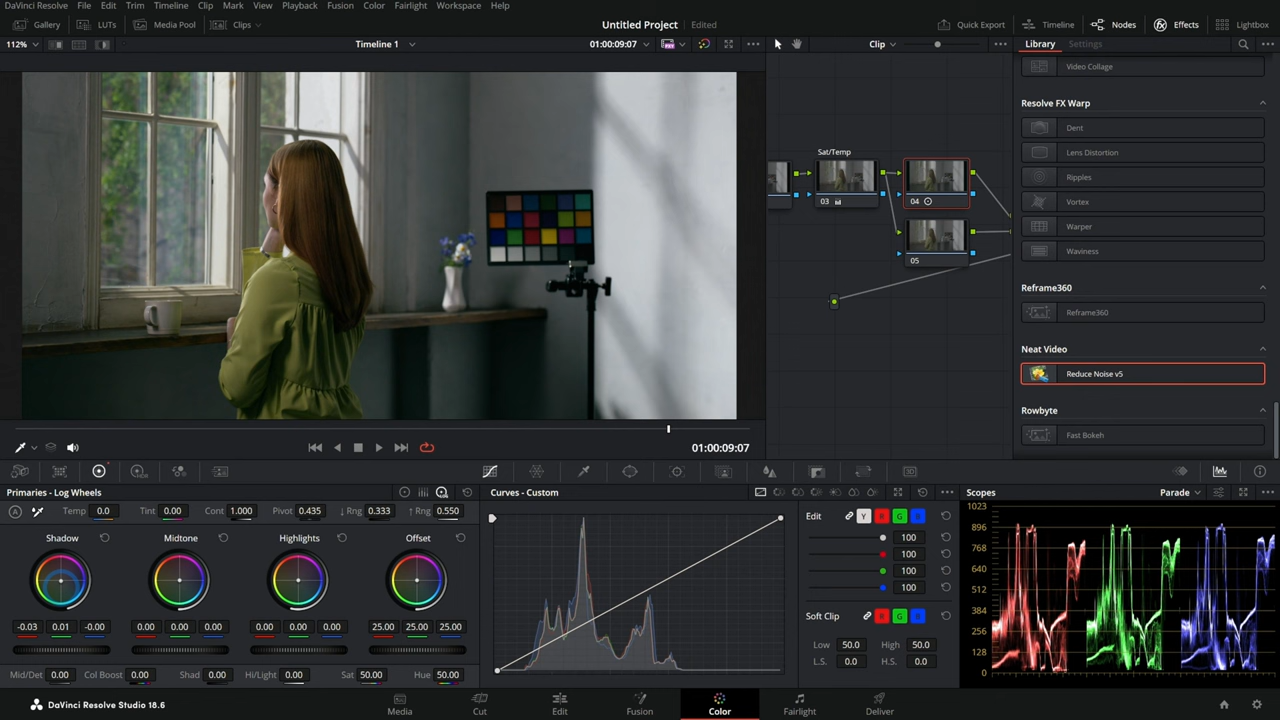 DaVinci Resolve File Edit Trim Timeline Clip Mark View Playback Fusion Color Fairlight Workspace Help
Gallery LUTs Media Pool Clips Untitled Project Edited Quick Export Timeline Nodes Effects Lightbox
112% Timeline 1 01:00:09:07 Clip Library Settings
Video Collage
Resolve FX Warp
Dent
Lens Distortion
Ripples
Vortex
Warper
Waviness
Reframe360
Reframe360
Neat Video
Reduce Noise v5
Rowbyte
Fast Bokeh
Sat/Temp
03 04
05
01:00:09:07
Primaries - Log Wheels
A Temp 0.0 Tint 0.00 Cont 1.000 Pivot 0.435 ↓ Rng 0.333 ↑ Rng 0.550
Shadow Midtone Highlights Offset
-0.03 0.01 -0.00 0.00 0.00 0.00 0.00 0.00 0.00 25.00 25.00 25.00
Mid/Det 0.00 Col Boost 0.00 Shad 0.00 Hi/Light 0.00 Sat 50.00 Hue 50.00
Curves - Custom
Edit Y R G B
100
100
100
100
Soft Clip R G B
Low 50.0 High 50.0
L.S. 0.0 H.S. 0.0
Scopes Parade
1023
896
768
640
512
384
256
128
0
DaVinci Resolve Studio 18.6 Media Cut Edit Fusion Color Fairlight Deliver